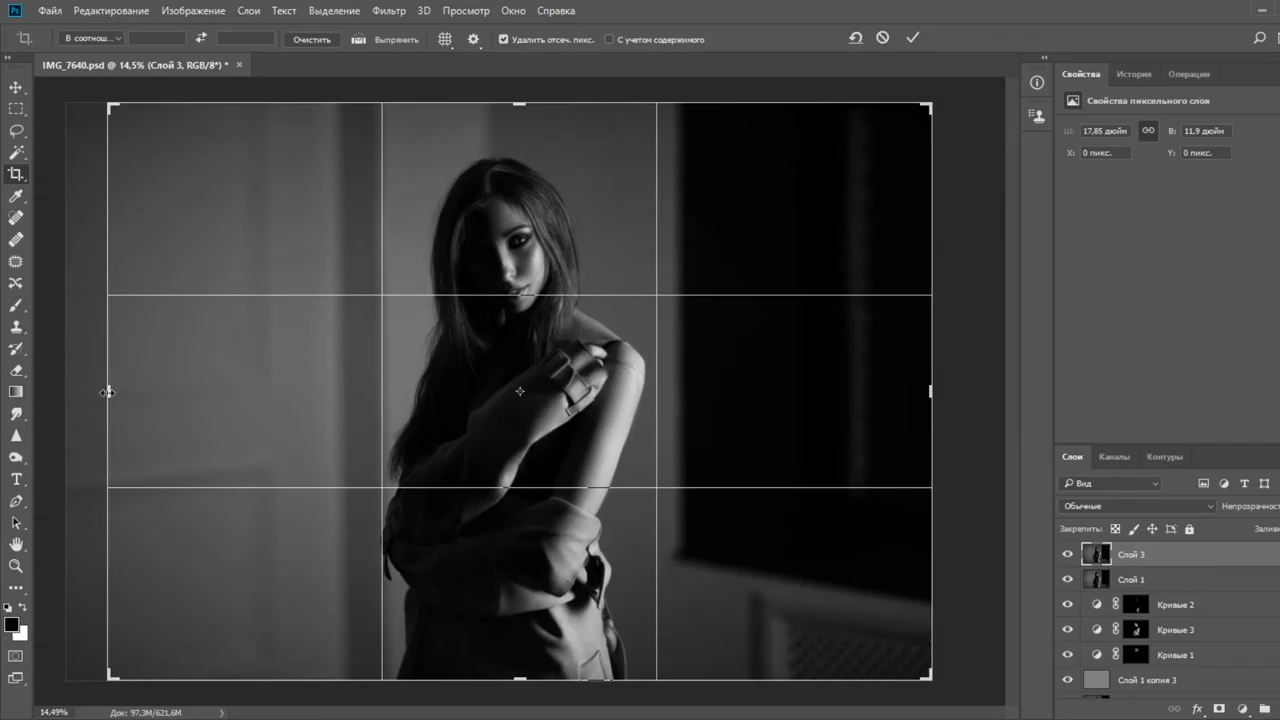 Ps Файл Редактирование Изображение Слои Текст Выделение Фильтр 3D Просмотр Окно Справка
В соотнош... Очистить Выпрямить Удалить отсеч. пикс. С учетом содержимого
IMG_7640.psd @ 14,5% (Слой 3, RGB/8*) * ×
Свойства История Операции
Свойства пиксельного слоя
Ш: 17,85 дюйм В: 11,9 дюйм
X: 0 пикс. Y: 0 пикс.
Слои Каналы Контуры
Вид
Обычные Непрозрачност
Закрепить: Заливк
Слой 3
Слой 1
Кривые 2
Кривые 3
Кривые 1
Слой 1 копия 3
14,49% Док: 97,3M/621,6M